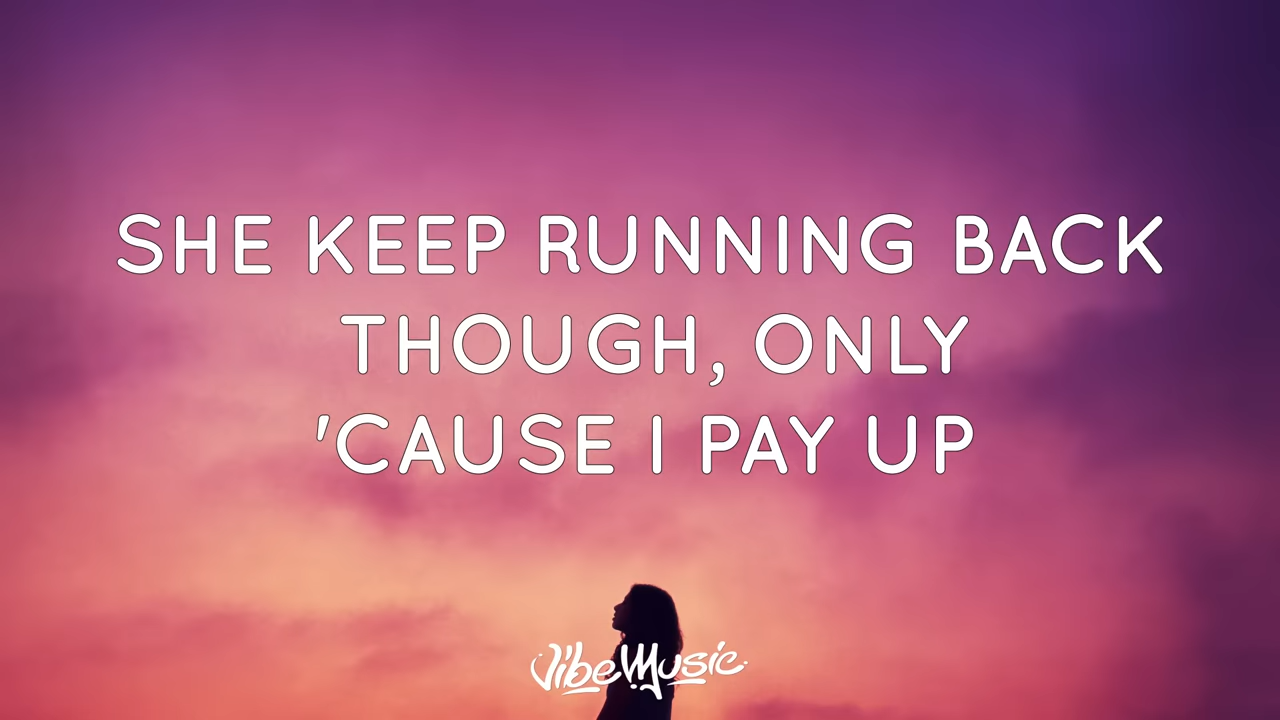 SHE KEEP RUNNING BACK
THOUGH, ONLY
'CAUSE I PAY UP
VibeMusic